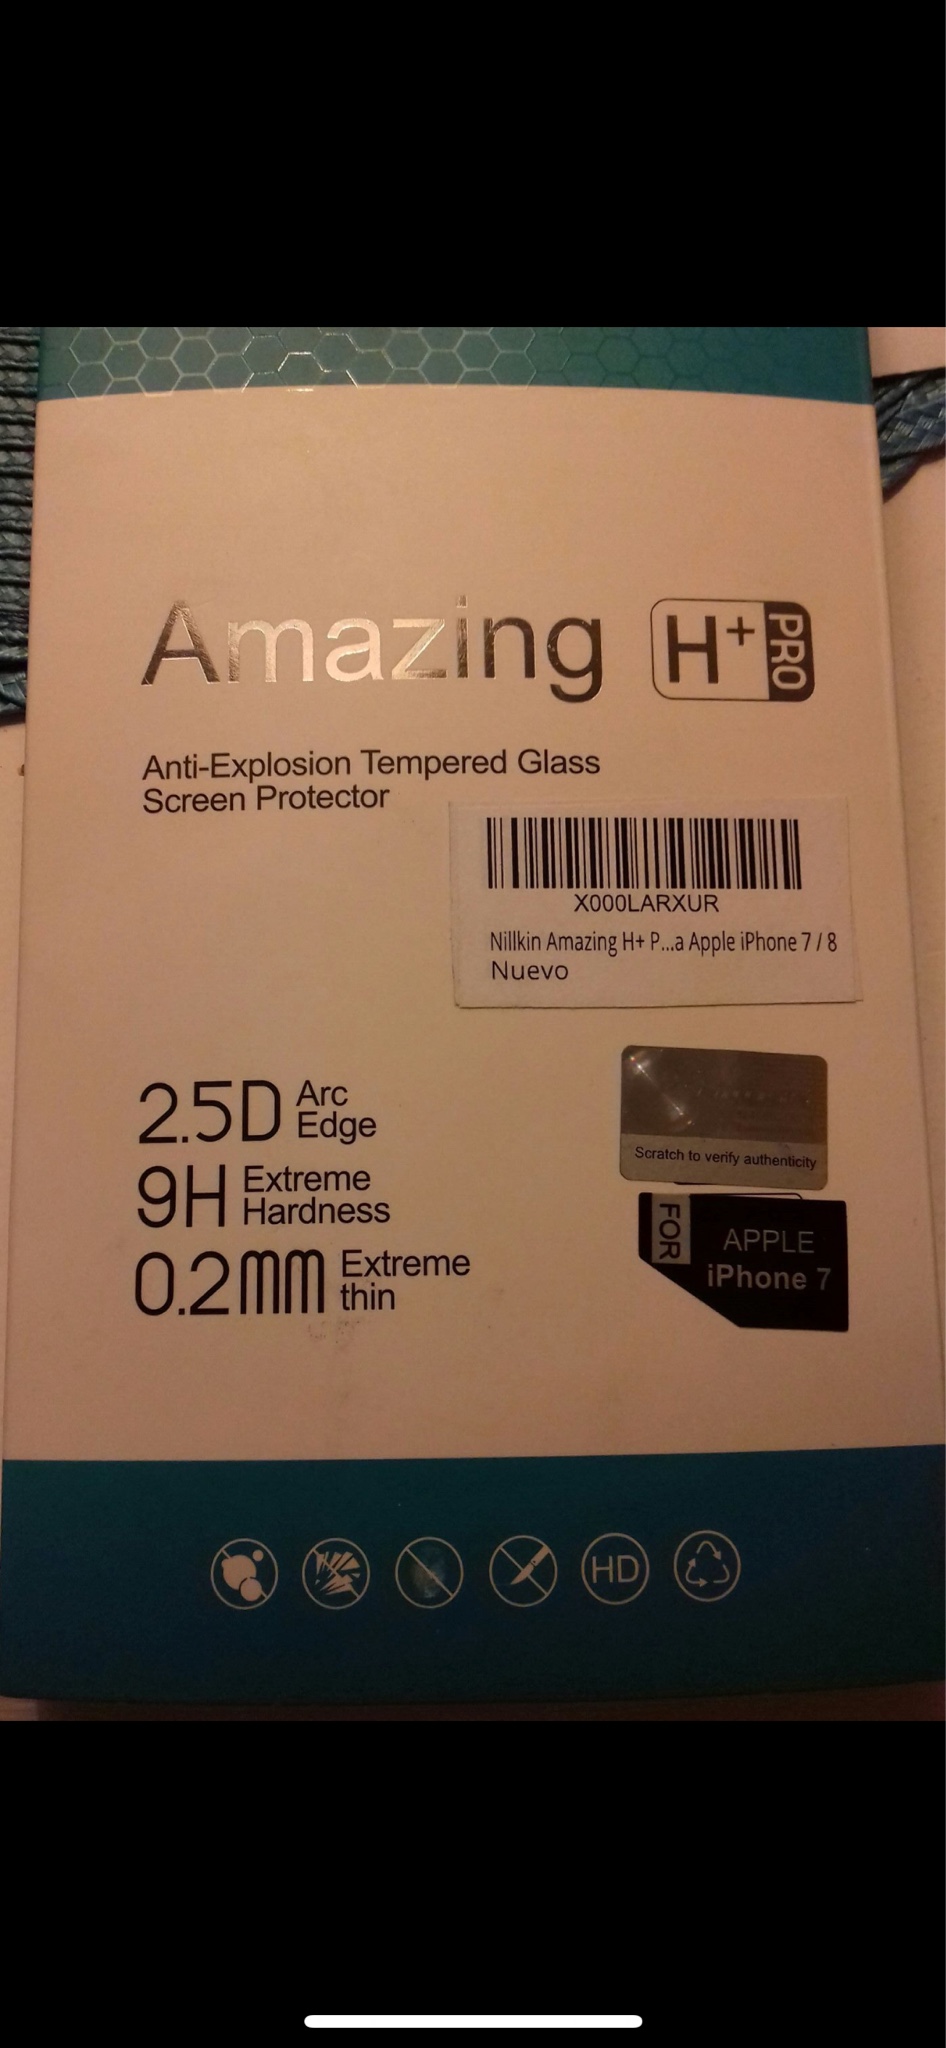 Amazing H+ PRO
Anti-Explosion Tempered Glass
Screen Protector
X000LARXUR
Nillkin Amazing H+ P...a Apple iPhone 7 / 8
Nuevo
2.5D Arc
Edge
9H Extreme
Hardness
0.2mm Extreme
thin
Scratch to verify authenticity
FOR
APPLE
iPhone 7
HD